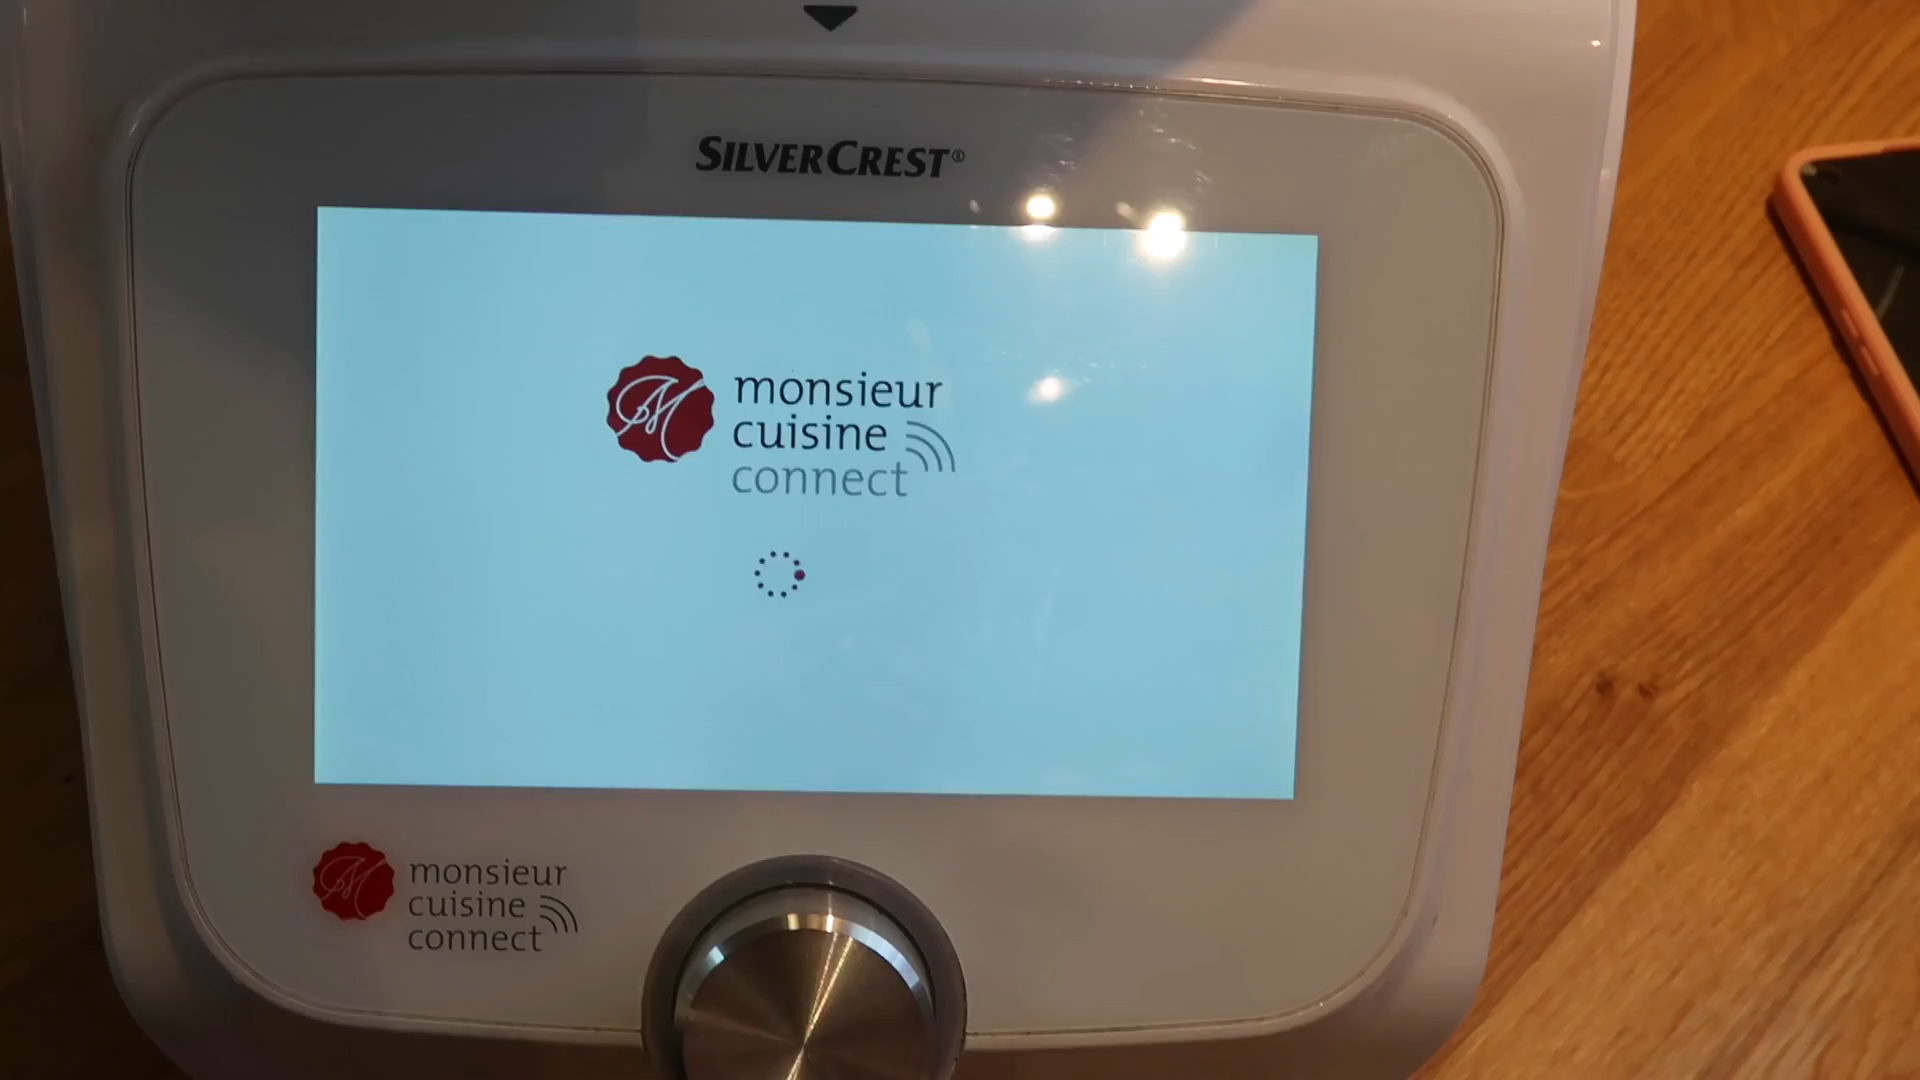 SILVERCREST®
monsieur
cuisine
connect
monsieur
cuisine
connect